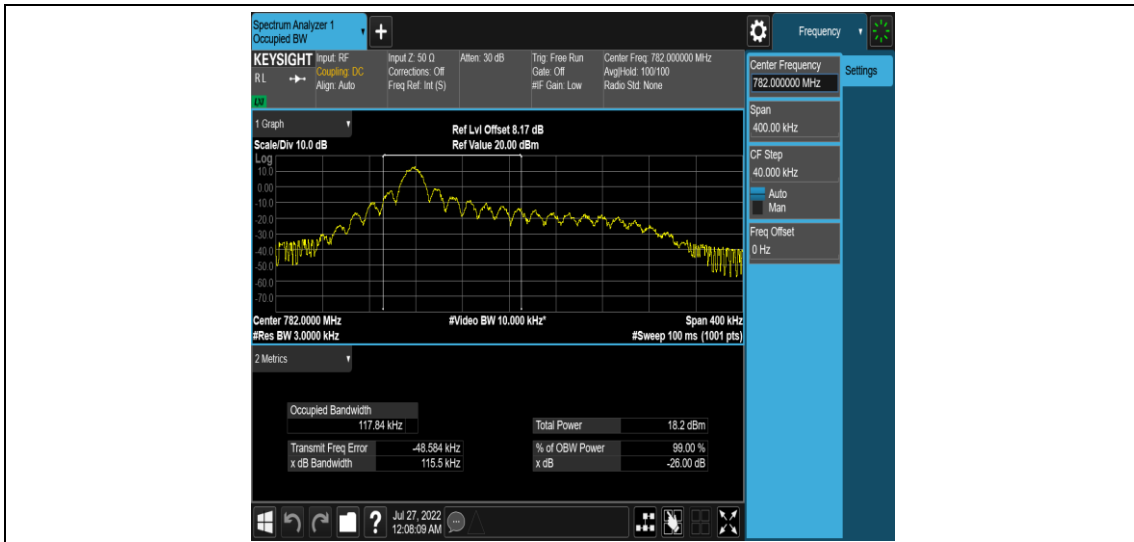 Spectrum Analyzer 1
Occupied BW
+
Frequency
KEYSIGHT
RL
LM
Input: RF
Coupling: DC
Align: Auto
Input Z: 50 Ω
Corrections: Off
Freq Ref: Int (S)
Atten: 30 dB
Trig: Free Run
Gate: Off
#IF Gain: Low
Center Freq: 782.000000 MHz
Avg|Hold: 100/100
Radio Std: None
Center Frequency
782.000000 MHz
Settings
Span
400.00 kHz
CF Step
40.000 kHz
Auto
Man
Freq Offset
0 Hz
1 Graph
Scale/Div 10.0 dB
Ref Lvl Offset 8.17 dB
Ref Value 20.00 dBm
Log
10.0
0.00
-10.0
-20.0
-30.0
-40.0
-50.0
-60.0
-70.0
Center 782.0000 MHz
#Video BW 10.000 kHz*
Span 400 kHz
#Res BW 3.0000 kHz
#Sweep 100 ms (1001 pts)
2 Metrics
Occupied Bandwidth
117.84 kHz
Total Power 18.2 dBm
Transmit Freq Error -48.584 kHz
% of OBW Power 99.00 %
x dB Bandwidth 115.5 kHz
x dB -26.00 dB
?
Jul 27, 2022
12:08:09 AM